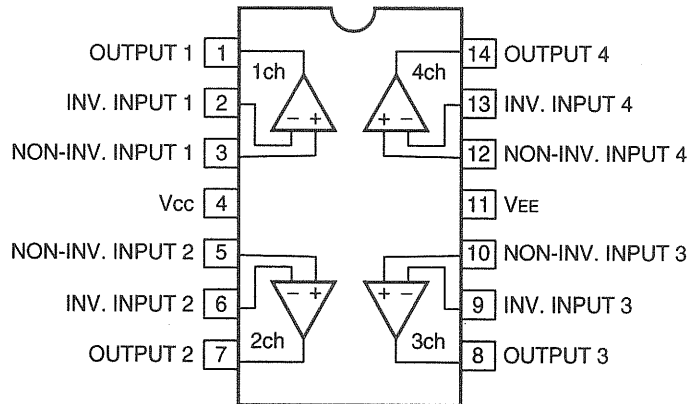 OUTPUT 1 1
INV. INPUT 1 2
NON-INV. INPUT 1 3
Vcc 4
NON-INV. INPUT 2 5
INV. INPUT 2 6
OUTPUT 2 7
1ch
− +
4ch
+ −
− +
2ch
+ −
3ch
14 OUTPUT 4
13 INV. INPUT 4
12 NON-INV. INPUT 4
11 VEE
10 NON-INV. INPUT 3
9 INV. INPUT 3
8 OUTPUT 3